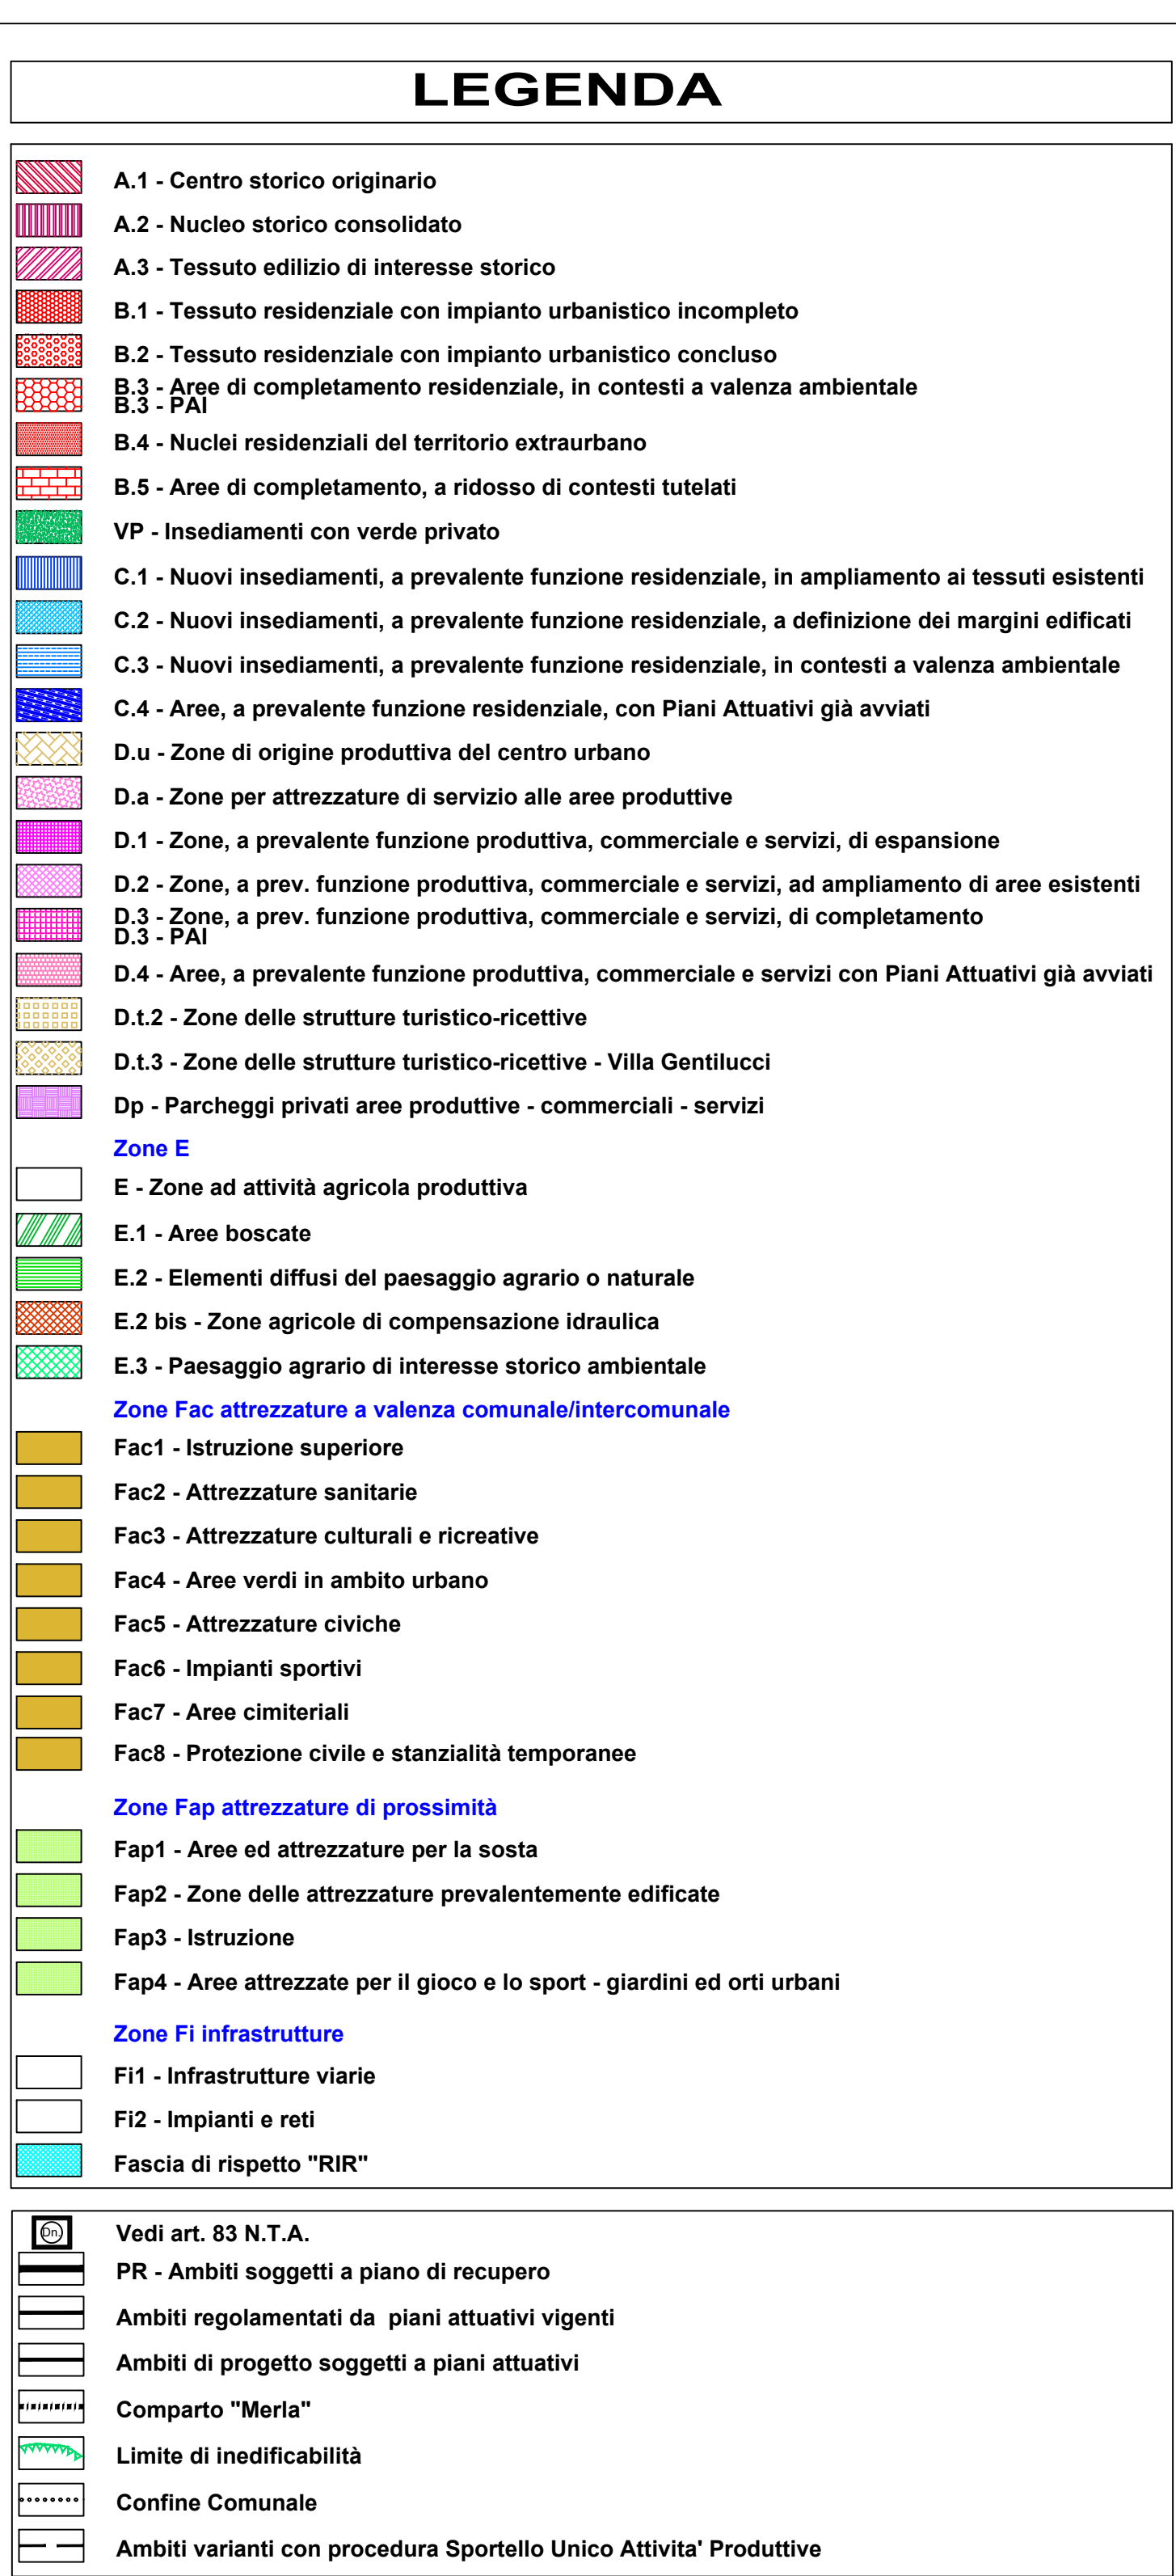 LEGENDA
A.1 - Centro storico originario
A.2 - Nucleo storico consolidato
A.3 - Tessuto edilizio di interesse storico
B.1 - Tessuto residenziale con impianto urbanistico incompleto
B.2 - Tessuto residenziale con impianto urbanistico concluso
B.3 - Aree di completamento residenziale, in contesti a valenza ambientale
B.3 - PAI
B.4 - Nuclei residenziali del territorio extraurbano
B.5 - Aree di completamento, a ridosso di contesti tutelati
VP - Insediamenti con verde privato
C.1 - Nuovi insediamenti, a prevalente funzione residenziale, in ampliamento ai tessuti esistenti
C.2 - Nuovi insediamenti, a prevalente funzione residenziale, a definizione dei margini edificati
C.3 - Nuovi insediamenti, a prevalente funzione residenziale, in contesti a valenza ambientale
C.4 - Aree, a prevalente funzione residenziale, con Piani Attuativi già avviati
D.u - Zone di origine produttiva del centro urbano
D.a - Zone per attrezzature di servizio alle aree produttive
D.1 - Zone, a prevalente funzione produttiva, commerciale e servizi, di espansione
D.2 - Zone, a prev. funzione produttiva, commerciale e servizi, ad ampliamento di aree esistenti
D.3 - Zone, a prev. funzione produttiva, commerciale e servizi, di completamento
D.3 - PAI
D.4 - Aree, a prevalente funzione produttiva, commerciale e servizi con Piani Attuativi già avviati
D.t.2 - Zone delle strutture turistico-ricettive
D.t.3 - Zone delle strutture turistico-ricettive - Villa Gentilucci
Dp - Parcheggi privati aree produttive - commerciali - servizi
Zone E
E - Zone ad attività agricola produttiva
E.1 - Aree boscate
E.2 - Elementi diffusi del paesaggio agrario o naturale
E.2 bis - Zone agricole di compensazione idraulica
E.3 - Paesaggio agrario di interesse storico ambientale
Zone Fac attrezzature a valenza comunale/intercomunale
Fac1 - Istruzione superiore
Fac2 - Attrezzature sanitarie
Fac3 - Attrezzature culturali e ricreative
Fac4 - Aree verdi in ambito urbano
Fac5 - Attrezzature civiche
Fac6 - Impianti sportivi
Fac7 - Aree cimiteriali
Fac8 - Protezione civile e stanzialità temporanee
Zone Fap attrezzature di prossimità
Fap1 - Aree ed attrezzature per la sosta
Fap2 - Zone delle attrezzature prevalentemente edificate
Fap3 - Istruzione
Fap4 - Aree attrezzate per il gioco e lo sport - giardini ed orti urbani
Zone Fi infrastrutture
Fi1 - Infrastrutture viarie
Fi2 - Impianti e reti
Fascia di rispetto "RIR"
Dn. Vedi art. 83 N.T.A.
PR - Ambiti soggetti a piano di recupero
Ambiti regolamentati da piani attuativi vigenti
Ambiti di progetto soggetti a piani attuativi
Comparto "Merla"
Limite di inedificabilità
Confine Comunale
Ambiti varianti con procedura Sportello Unico Attivita' Produttive